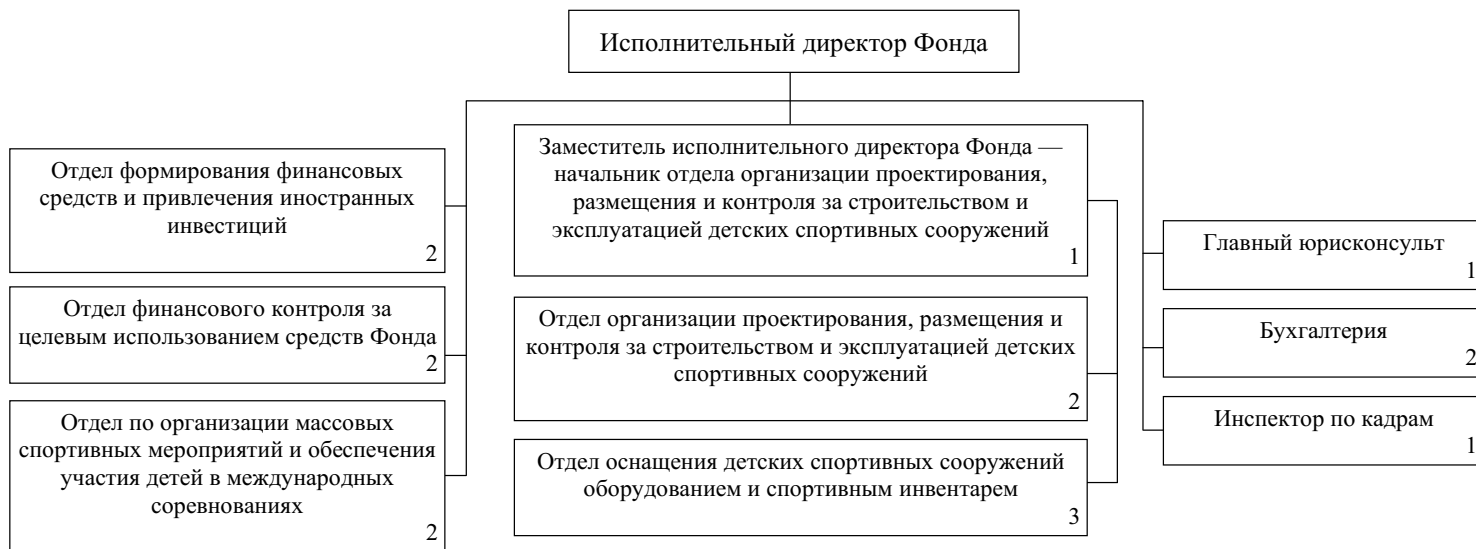 Исполнительный директор Фонда
Отдел формирования финансовых
средств и привлечения иностранных
инвестиций
2
Отдел финансового контроля за
целевым использованием средств Фонда
2
Отдел по организации массовых
спортивных мероприятий и обеспечения
участия детей в международных
соревнованиях
2
Заместитель исполнительного директора Фонда —
начальник отдела организации проектирования,
размещения и контроля за строительством и
эксплуатацией детских спортивных сооружений
1
Отдел организации проектирования, размещения и
контроля за строительством и эксплуатацией детских
спортивных сооружений
2
Отдел оснащения детских спортивных сооружений
оборудованием и спортивным инвентарем
3
Главный юрисконсульт
1
Бухгалтерия
2
Инспектор по кадрам
1